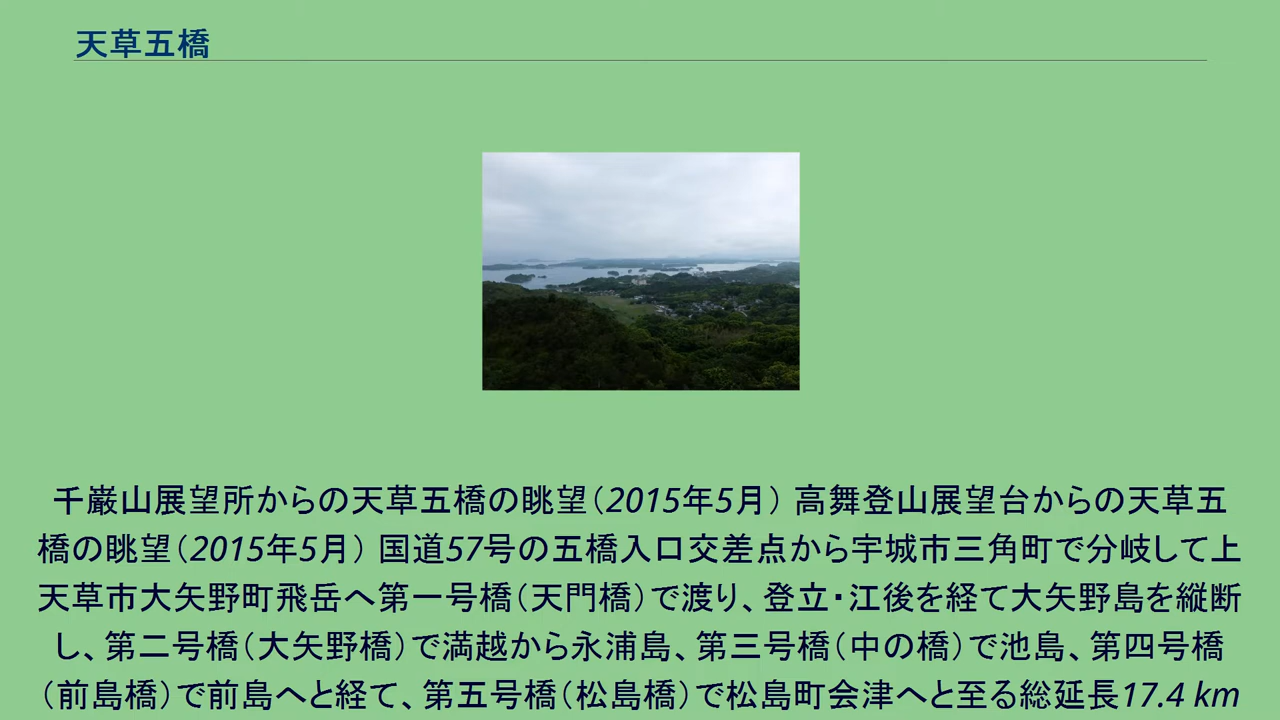 天草五橋
千巌山展望所からの天草五橋の眺望（2015年5月） 高舞登山展望台からの天草五
橋の眺望（2015年5月） 国道57号の五橋入口交差点から宇城市三角町で分岐して上
天草市大矢野町飛岳へ第一号橋（天門橋）で渡り、登立・江後を経て大矢野島を縦断
し、第二号橋（大矢野橋）で満越から永浦島、第三号橋（中の橋）で池島、第四号橋
（前島橋）で前島へと経て、第五号橋（松島橋）で松島町会津へと至る総延長17.4 km